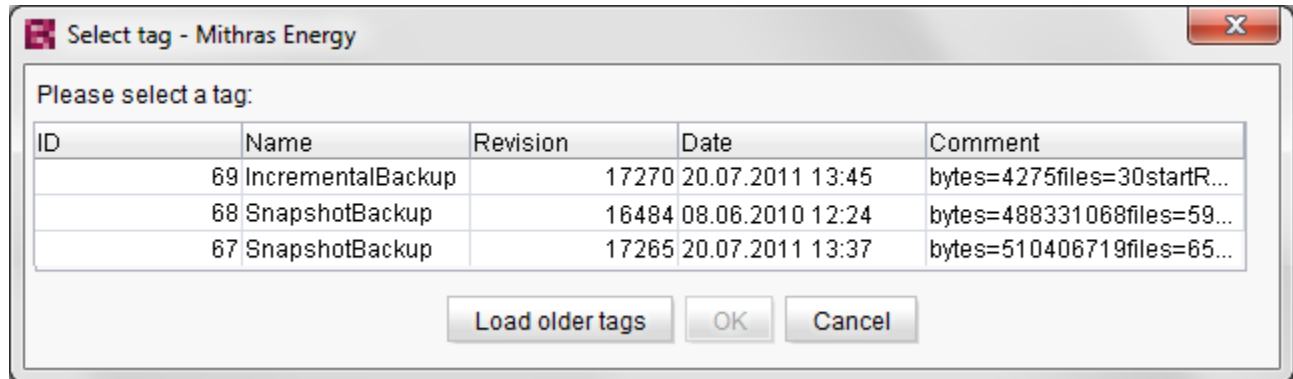 Select tag - Mithras Energy
X
Please select a tag:
ID Name Revision Date Comment
69 IncrementalBackup 17270 20.07.2011 13:45 bytes=4275files=30startR...
68 SnapshotBackup 16484 08.06.2010 12:24 bytes=488331068files=59...
67 SnapshotBackup 17265 20.07.2011 13:37 bytes=510406719files=65...
Load older tags OK Cancel